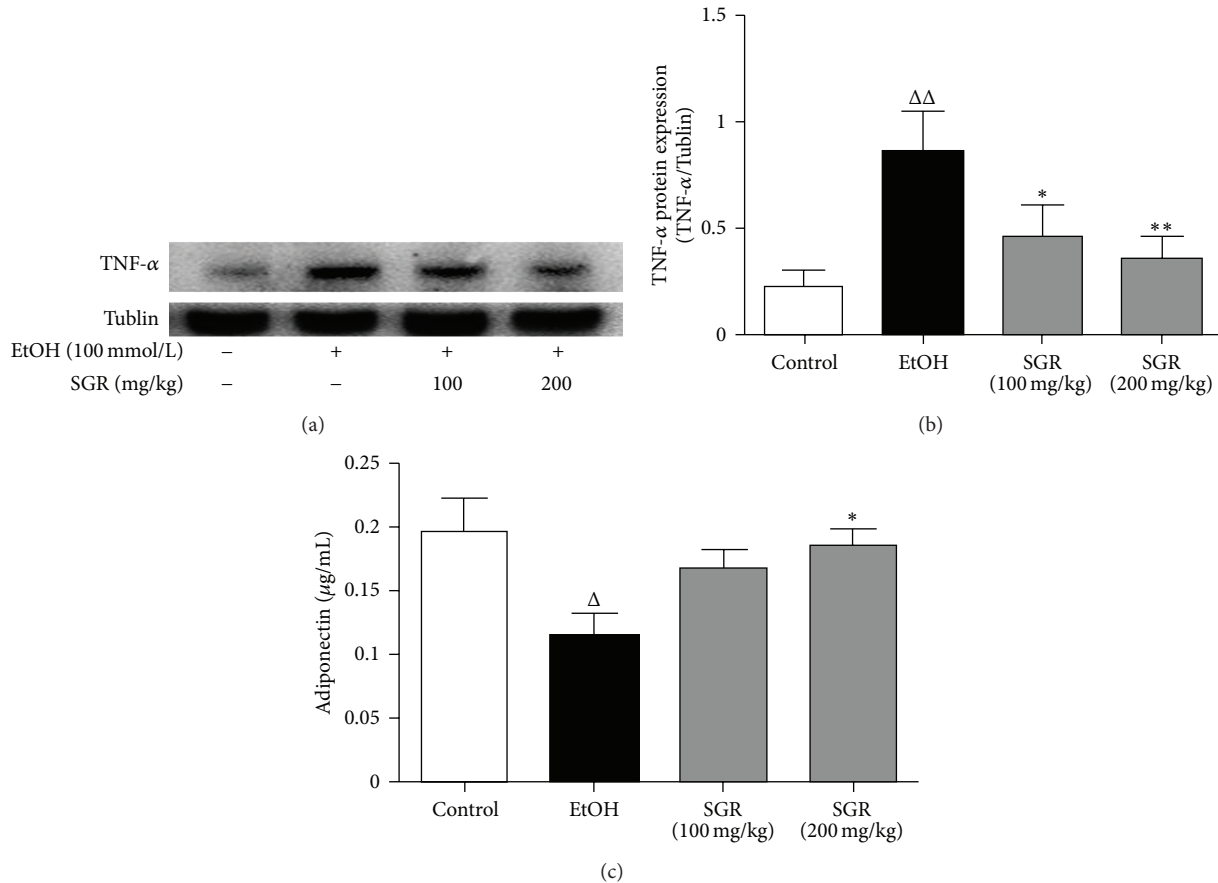 TNF-α
Tublin
EtOH (100 mmol/L) – + + +
SGR (mg/kg) – – 100 200
(a)
TNF-α protein expression
(TNF-α/Tublin)
1.5
1
0.5
0
ΔΔ
*
**
Control EtOH SGR SGR
(100 mg/kg) (200 mg/kg)
(b)
Adiponectin (μg/mL)
0.25
0.2
0.15
0.1
0.05
0
Δ
*
Control EtOH SGR SGR
(100 mg/kg) (200 mg/kg)
(c)